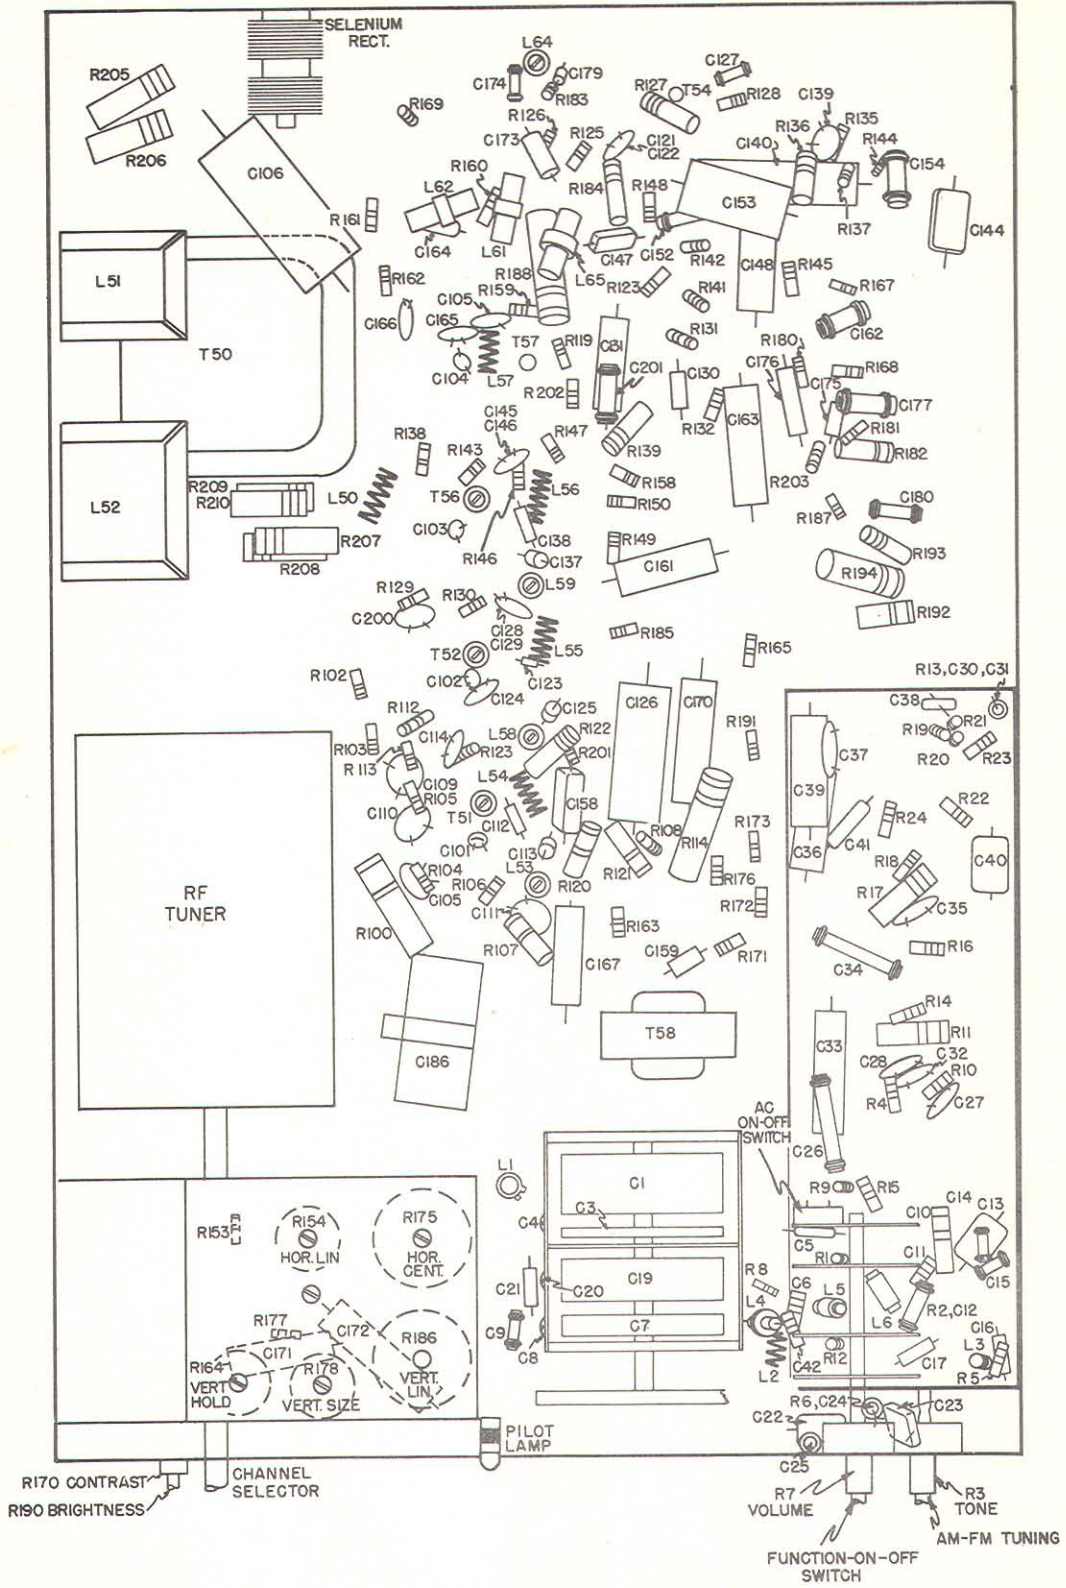 SELENIUM
RECT.
L64
R205
C174
C179
R183
R127
T54
C127
R128
C139
R135
R169
R126
C173
R125
C121
C122
R136
C140
R144
C154
R206
C106
R160
L62
R184
R148
C153
R161
C164
L61
C147
C152
R142
R137
C144
L51
R162
R188
L65
R123
C148
R145
R159
R141
R167
C105
C166
C165
T50
T57
R119
C131
R131
R180
C162
C104
L57
R202
C201
C130
C176
R168
C175
C177
C145
C146
R147
R132
C163
R181
R138
R143
R139
R182
R209
R210
L50
T56
L56
R158
R203
C180
L52
R150
R187
R207
C103
R146
C138
R149
R193
R208
C137
C161
R194
L59
R129
R130
R192
C200
C128
C129
R185
L55
R165
T52
R102
C102
C123
R13,C30,C31
C124
C38
R112
C125
C126
C170
R21
L58
R122
R191
R19
R103
C114
R123
R201
C37
R20
R23
R113
C109
L54
C39
R105
C158
R22
C110
T51
C112
R108
R173
R24
R114
C41
C101
C113
C36
R18
C40
RF
TUNER
R104
L53
R120
R121
R176
R17
R106
C105
R172
C35
C111
R163
R100
R107
C159
R171
R16
C167
C34
R14
T58
R11
C33
C186
C28
C32
R10
R4
C27
AC
ON-OFF
SWITCH
C26
L1
C1
R9
R15
C14
R153
R154
HOR. LIN
R175
HOR.
CENT.
C3
C10
C13
C4
C5
R1
C11
C15
C21
C19
R8
C20
C6
L5
L4
R2,C12
L6
R177
C172
R186
VERT.
LIN
C9
C7
C16
C171
C8
R12
L3
R164
VERT
HOLD
R178
VERT. SIZE
L2
C42
C17
R5
R6,C24
C23
C22
PILOT
LAMP
C25
R170 CONTRAST
CHANNEL
SELECTOR
R190 BRIGHTNESS
R7
VOLUME
R3
TONE
AM-FM TUNING
FUNCTION-ON-OFF
SWITCH